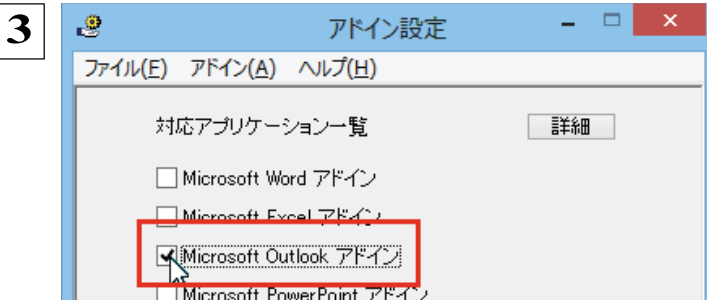 3
アドイン設定
ファイル(F) アドイン(A) ヘルプ(H)
対応アプリケーション一覧 詳細
Microsoft Word アドイン
Microsoft Excel アドイン
Microsoft Outlook アドイン
Microsoft PowerPoint アドイン